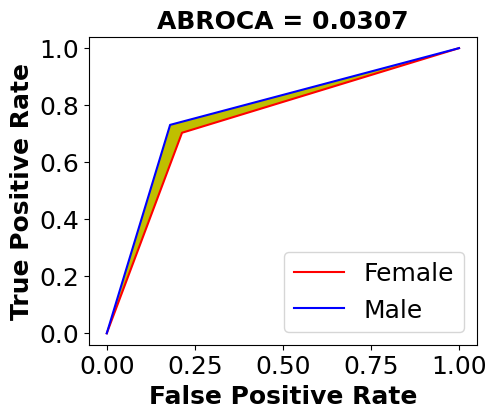 ABROCA = 0.0307
True Positive Rate
1.0
0.8
0.6
0.4
0.2
0.0
Female
Male
0.00 0.25 0.50 0.75 1.00
False Positive Rate